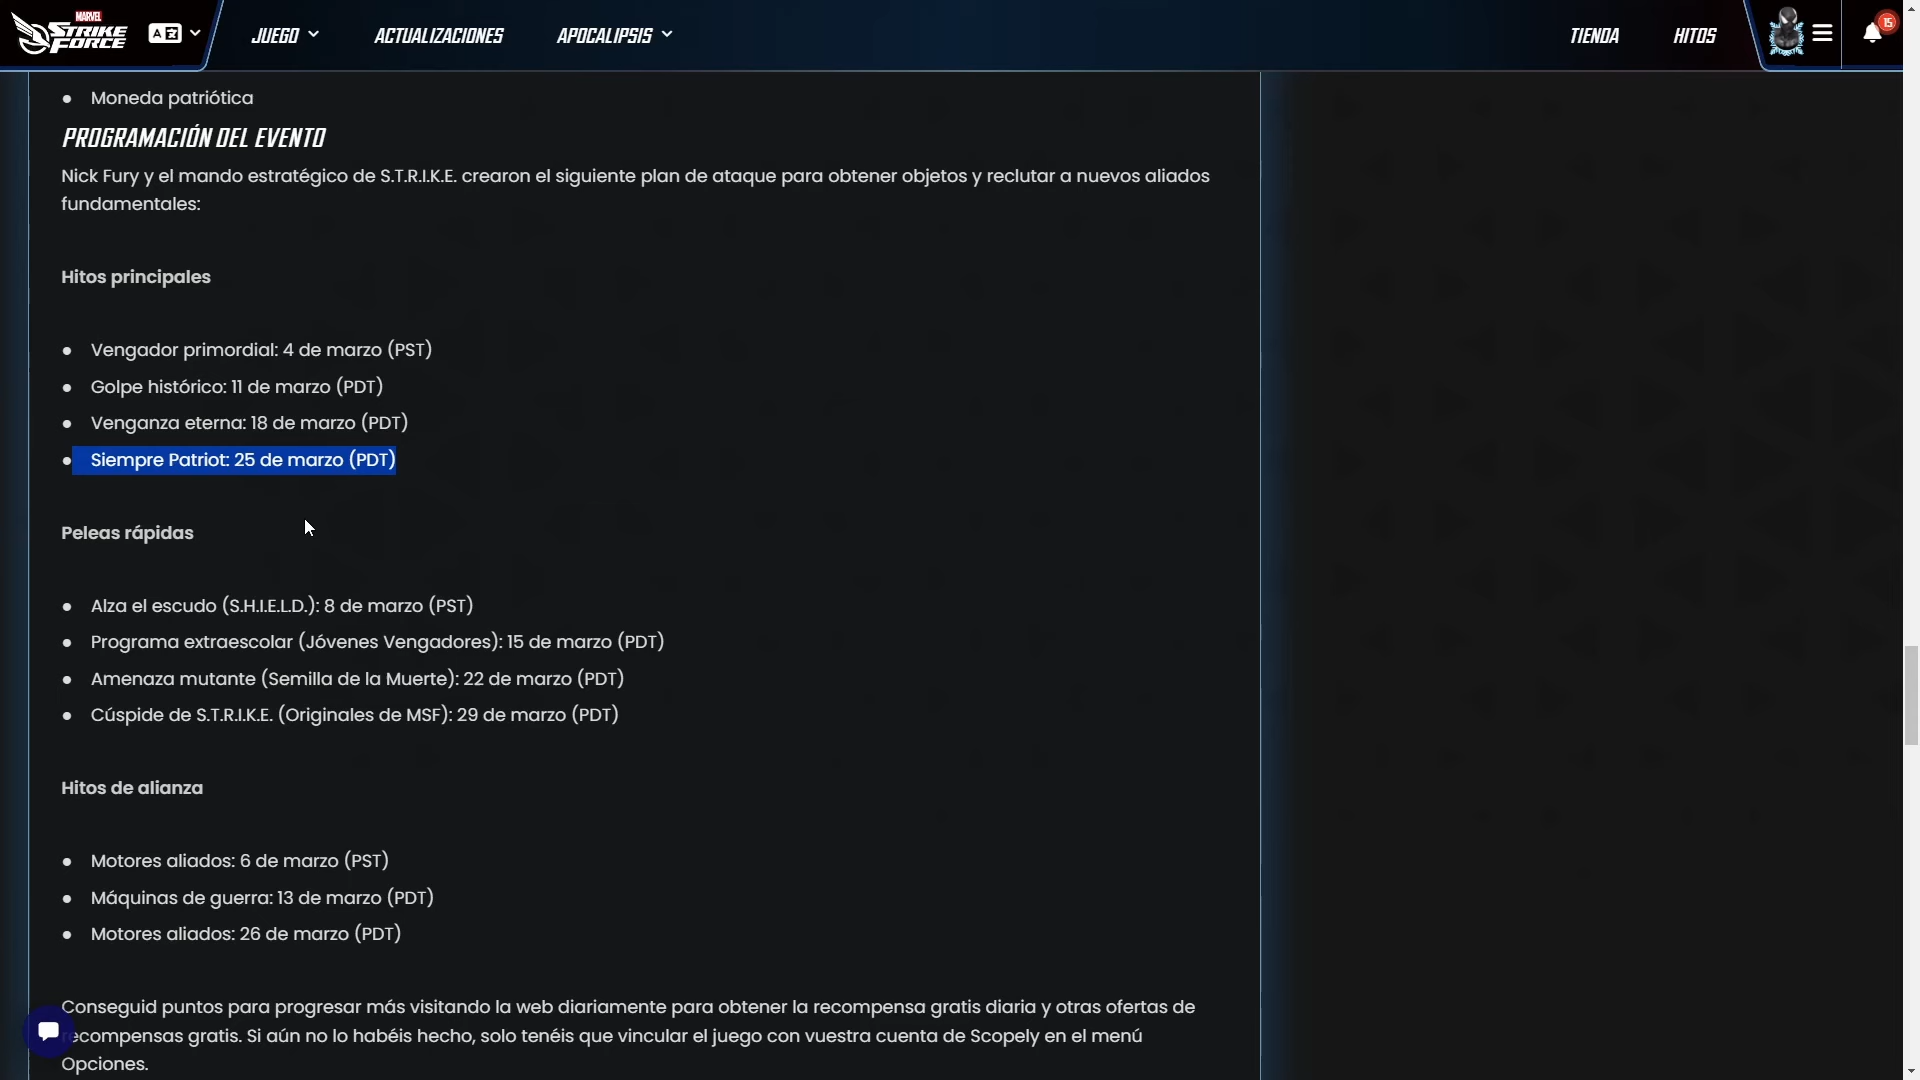 MARVEL
STRIKE
FORCE
JUEGO
ACTUALIZACIONES
APOCALIPSIS
TIENDA
HITOS
15
Moneda patriótica
PROGRAMACIÓN DEL EVENTO
Nick Fury y el mando estratégico de S.T.R.I.K.E. crearon el siguiente plan de ataque para obtener objetos y reclutar a nuevos aliados
fundamentales:
Hitos principales
Vengador primordial: 4 de marzo (PST)
Golpe histórico: 11 de marzo (PDT)
Venganza eterna: 18 de marzo (PDT)
Siempre Patriot: 25 de marzo (PDT)
Peleas rápidas
Alza el escudo (S.H.I.E.L.D.): 8 de marzo (PST)
Programa extraescolar (Jóvenes Vengadores): 15 de marzo (PDT)
Amenaza mutante (Semilla de la Muerte): 22 de marzo (PDT)
Cúspide de S.T.R.I.K.E. (Originales de MSF): 29 de marzo (PDT)
Hitos de alianza
Motores aliados: 6 de marzo (PST)
Máquinas de guerra: 13 de marzo (PDT)
Motores aliados: 26 de marzo (PDT)
Conseguid puntos para progresar más visitando la web diariamente para obtener la recompensa gratis diaria y otras ofertas de
recompensas gratis. Si aún no lo habéis hecho, solo tenéis que vincular el juego con vuestra cuenta de Scopely en el menú
Opciones.